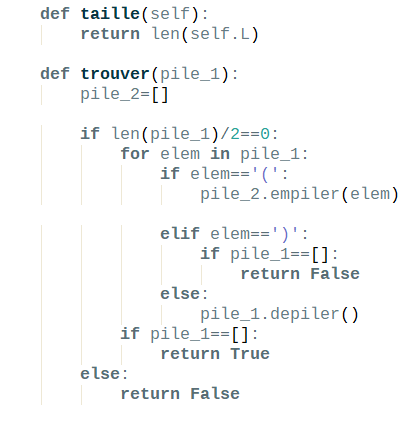 def taille(self):
    return len(self.L)
def trouver(pile_1):
    pile_2=[]
    if len(pile_1)/2==0:
        for elem in pile_1:
            if elem=='(':
                pile_2.empiler(elem)
            elif elem==')':
                if pile_1==[]:
                    return False
            else:
                pile_1.depiler()
        if pile_1==[]:
            return True
    else:
        return False